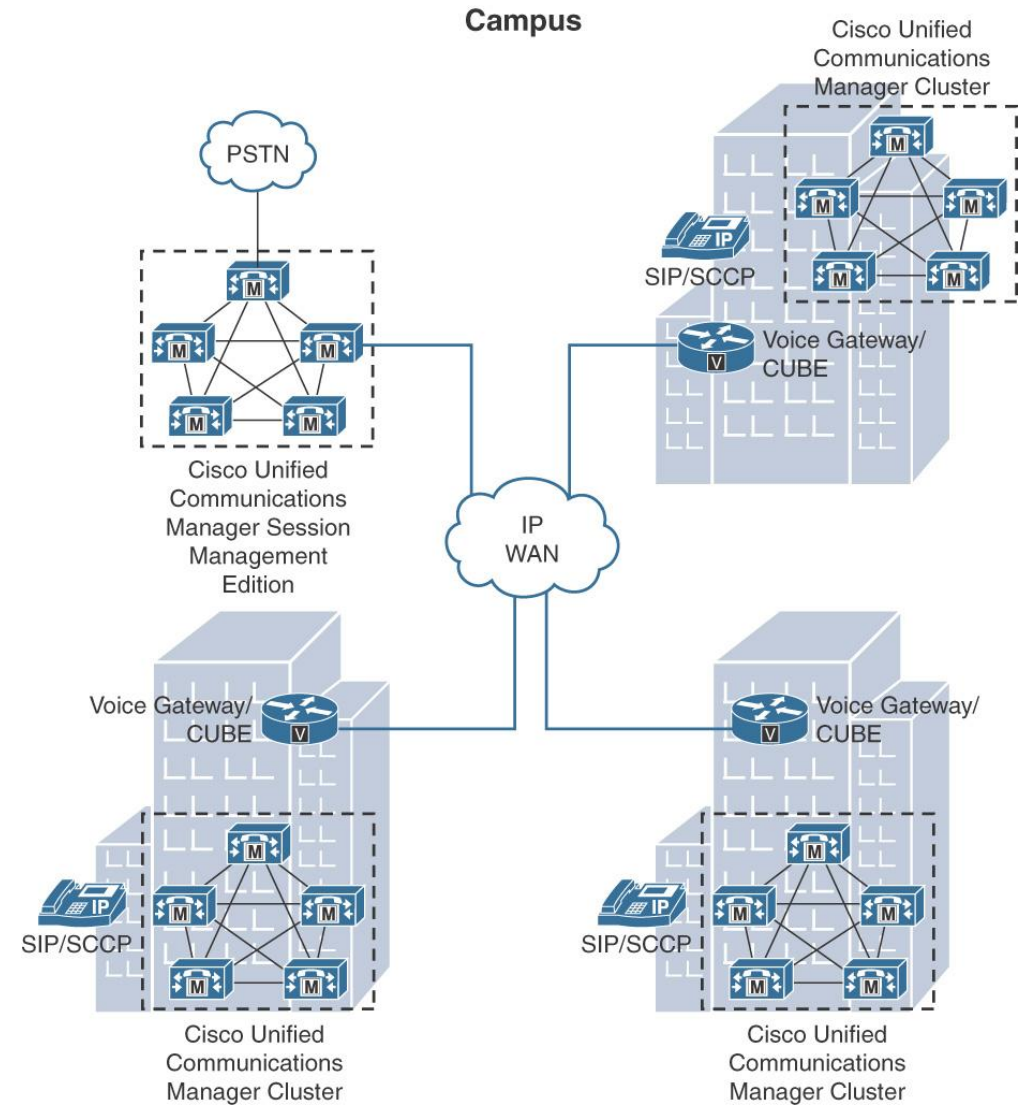 Campus
PSTN
M
M
M
M
M
Cisco Unified
Communications
Manager Session
Management
Edition
Cisco Unified
Communications
Manager Cluster
M
M
M
M
M
IP
SIP/SCCP
Voice Gateway/
CUBE
V
IP
WAN
Voice Gateway/
CUBE
V
M
M
M
M
M
IP
SIP/SCCP
Cisco Unified
Communications
Manager Cluster
Voice Gateway/
CUBE
V
M
M
M
M
M
IP
SIP/SCCP
Cisco Unified
Communications
Manager Cluster